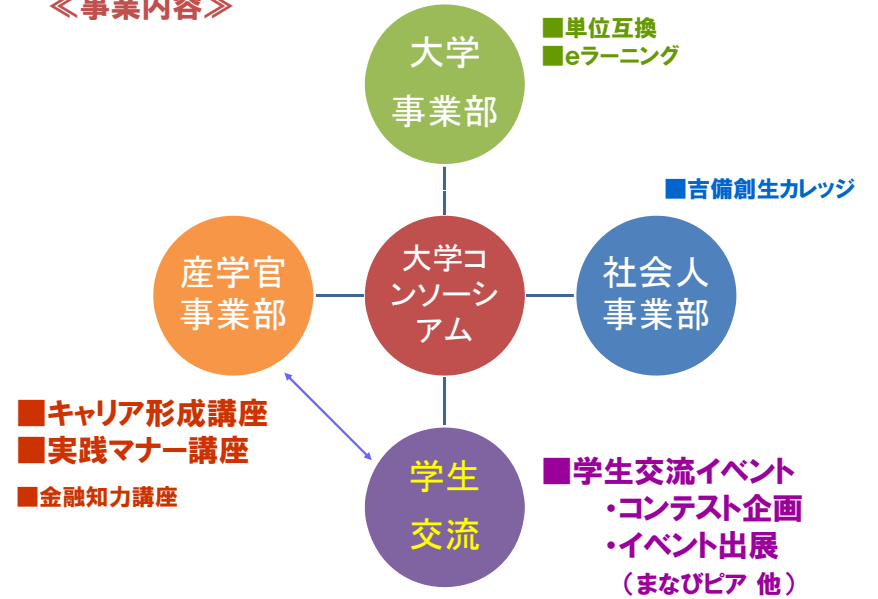 ≪事業内容≫
大学
事業部
■単位互換
■eラーニング
■吉備創生カレッジ
産学官
事業部
大学コ
ンソーシ
アム
社会人
事業部
■キャリア形成講座
■実践マナー講座
■金融知力講座
学生
交流
■学生交流イベント
・コンテスト企画
・イベント出展
（まなびピア 他）